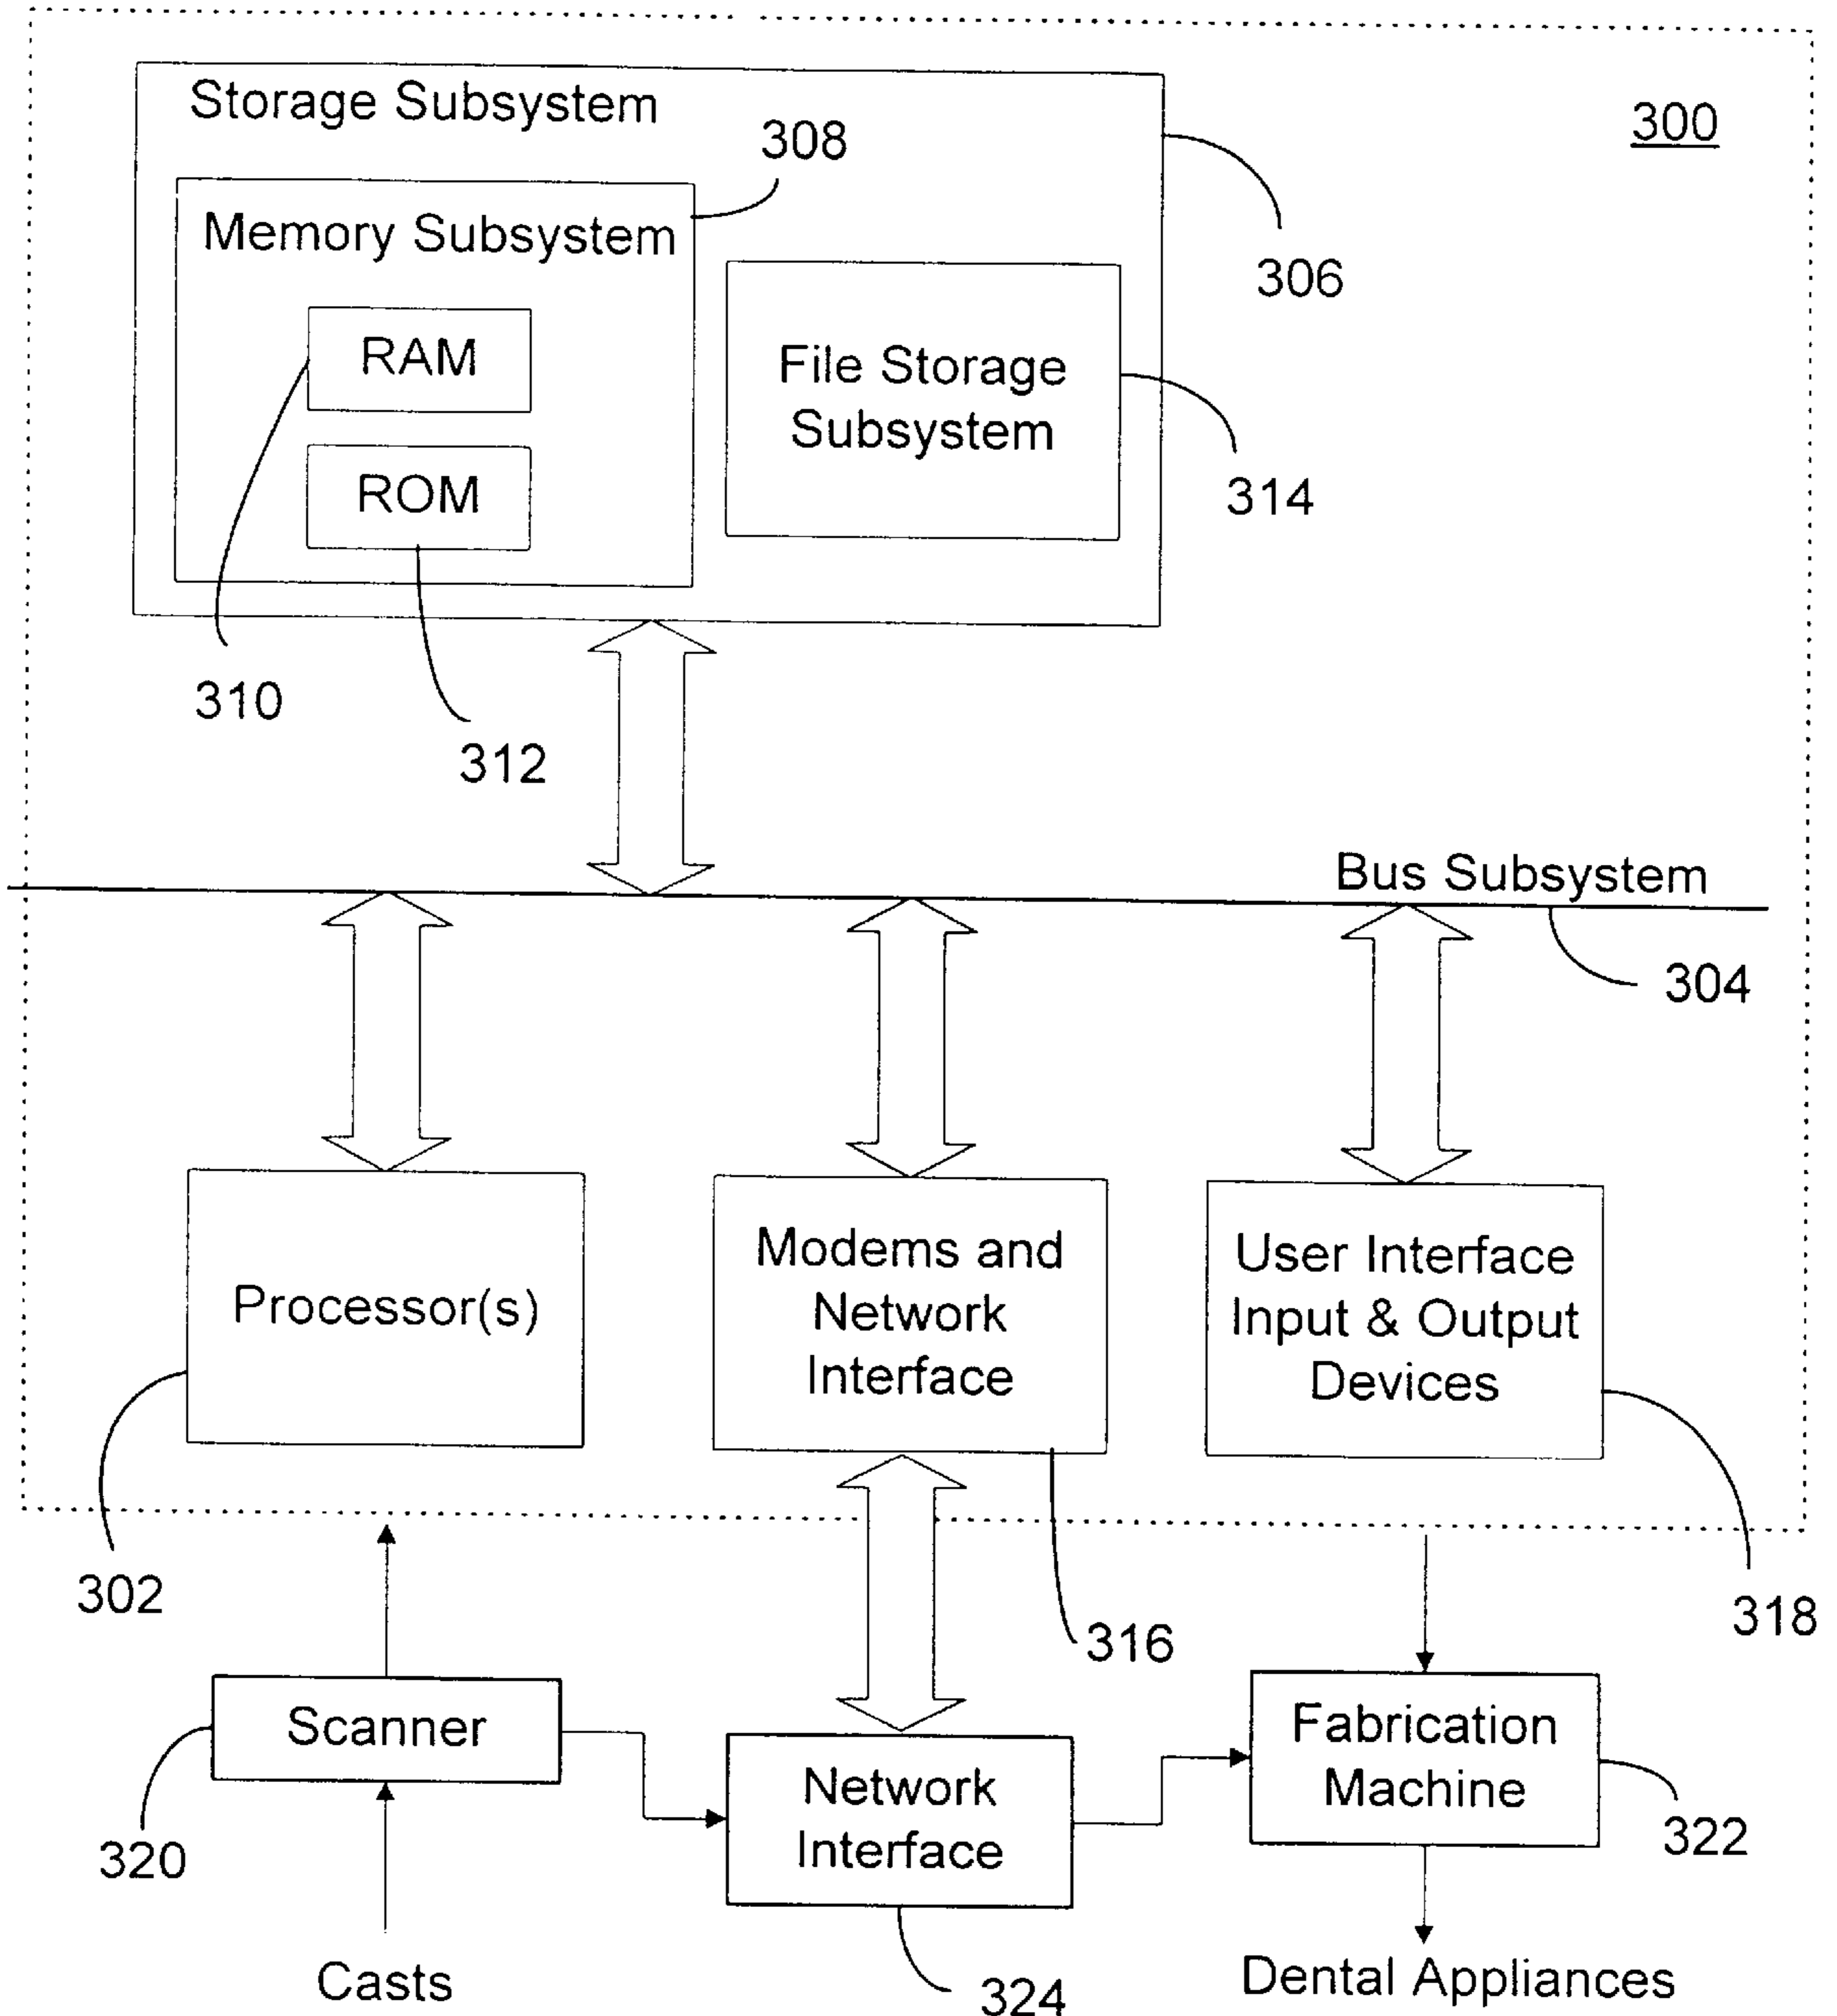 Storage Subsystem
300
308
Memory Subsystem
306
RAM
File Storage
Subsystem
ROM
314
310
312
Bus Subsystem
304
Processor(s)
Modems and
Network
Interface
User Interface
Input & Output
Devices
302
316
318
Scanner
Network
Interface
Fabrication
Machine
320
322
Casts
324
Dental Appliances